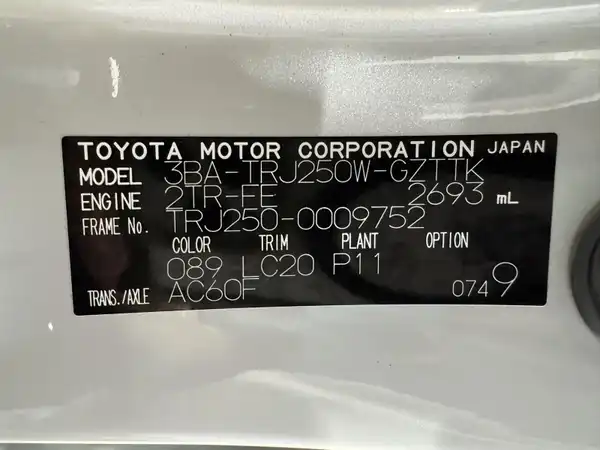 TOYOTA MOTOR CORPORATION JAPAN
MODEL 3BA-TRJ250W-GZTTK
ENGINE 2TR-FE 2693 mL
FRAME No. TRJ250-0009752
COLOR TRIM PLANT OPTION
089 LC20 P11
TRANS./AXLE AC60F 0749